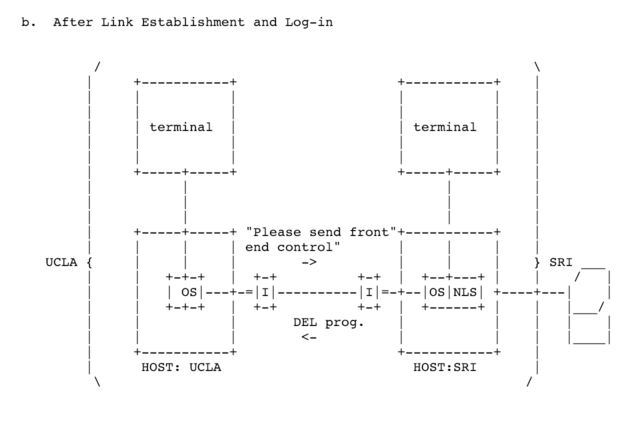 b. After Link Establishment and Log-in
terminal
terminal
"Please send front"
end control"
->
UCLA
SRI
OS
I
I
OS|NLS
DEL prog.
<-
HOST: UCLA
HOST:SRI